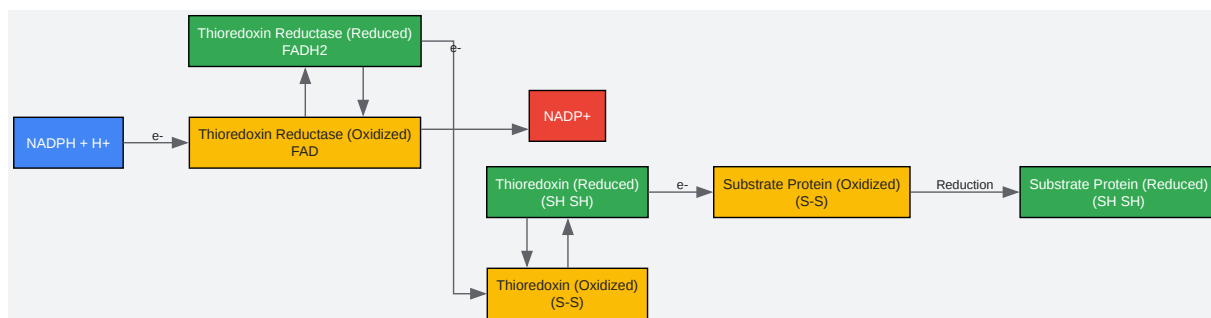 Thioredoxin Reductase (Reduced)
FADH2
e-
NADPH + H+
e-
Thioredoxin Reductase (Oxidized)
FAD
NADP+
Thioredoxin (Reduced)
(SH SH)
e-
Substrate Protein (Oxidized)
(S-S)
Reduction
Substrate Protein (Reduced)
(SH SH)
Thioredoxin (Oxidized)
(S-S)